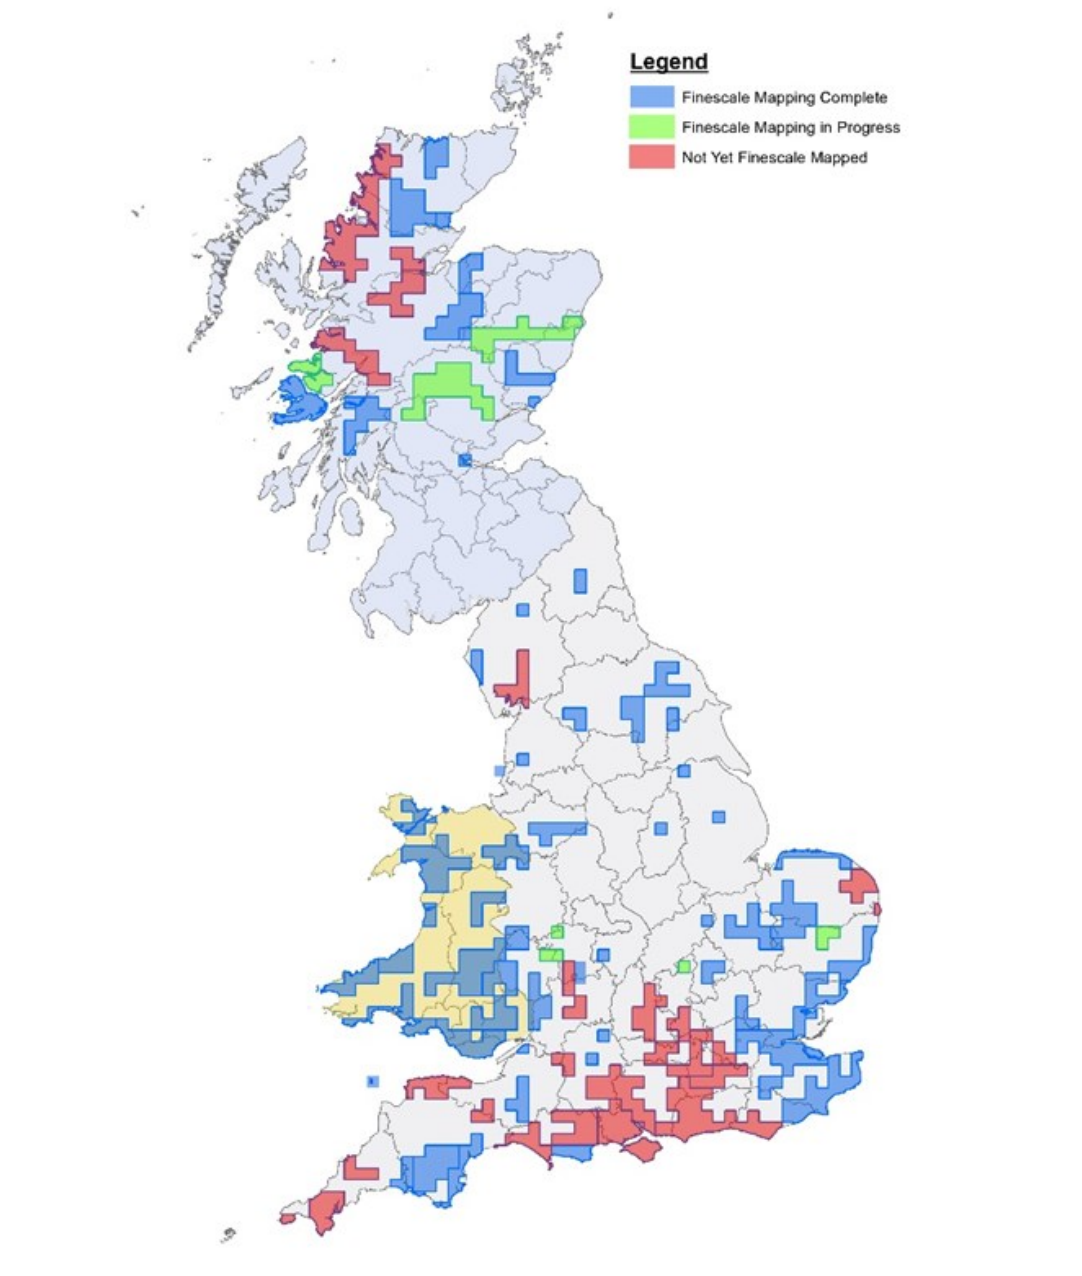 Legend
Finescale Mapping Complete
Finescale Mapping in Progress
Not Yet Finescale Mapped